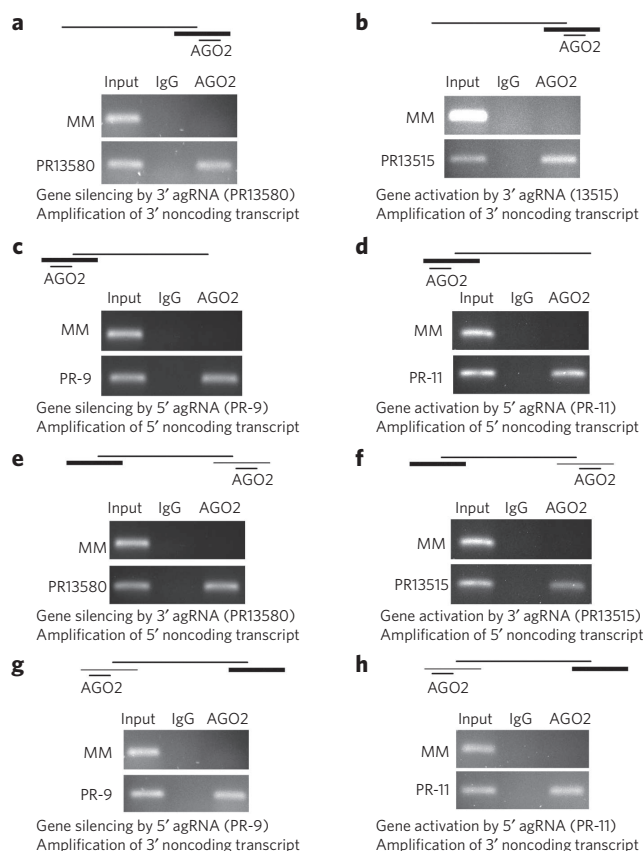 a
AGO2
Input IgG AGO2
MM
PR13580
Gene silencing by 3′ agRNA (PR13580)
Amplification of 3′ noncoding transcript
b
AGO2
Input IgG AGO2
MM
PR13515
Gene activation by 3′ agRNA (13515)
Amplification of 3′ noncoding transcript
c
AGO2
Input IgG AGO2
MM
PR-9
Gene silencing by 5′ agRNA (PR-9)
Amplification of 5′ noncoding transcript
d
AGO2
Input IgG AGO2
MM
PR-11
Gene activation by 5′ agRNA (PR-11)
Amplification of 5′ noncoding transcript
e
AGO2
Input IgG AGO2
MM
PR13580
Gene silencing by 3′ agRNA (PR13580)
Amplification of 5′ noncoding transcript
f
AGO2
Input IgG AGO2
MM
PR13515
Gene activation by 3′ agRNA (PR13515)
Amplification of 5′ noncoding transcript
g
AGO2
Input IgG AGO2
MM
PR-9
Gene silencing by 5′ agRNA (PR-9)
Amplification of 3′ noncoding transcript
h
AGO2
Input IgG AGO2
MM
PR-11
Gene activation by 5′ agRNA (PR-11)
Amplification of 3′ noncoding transcript